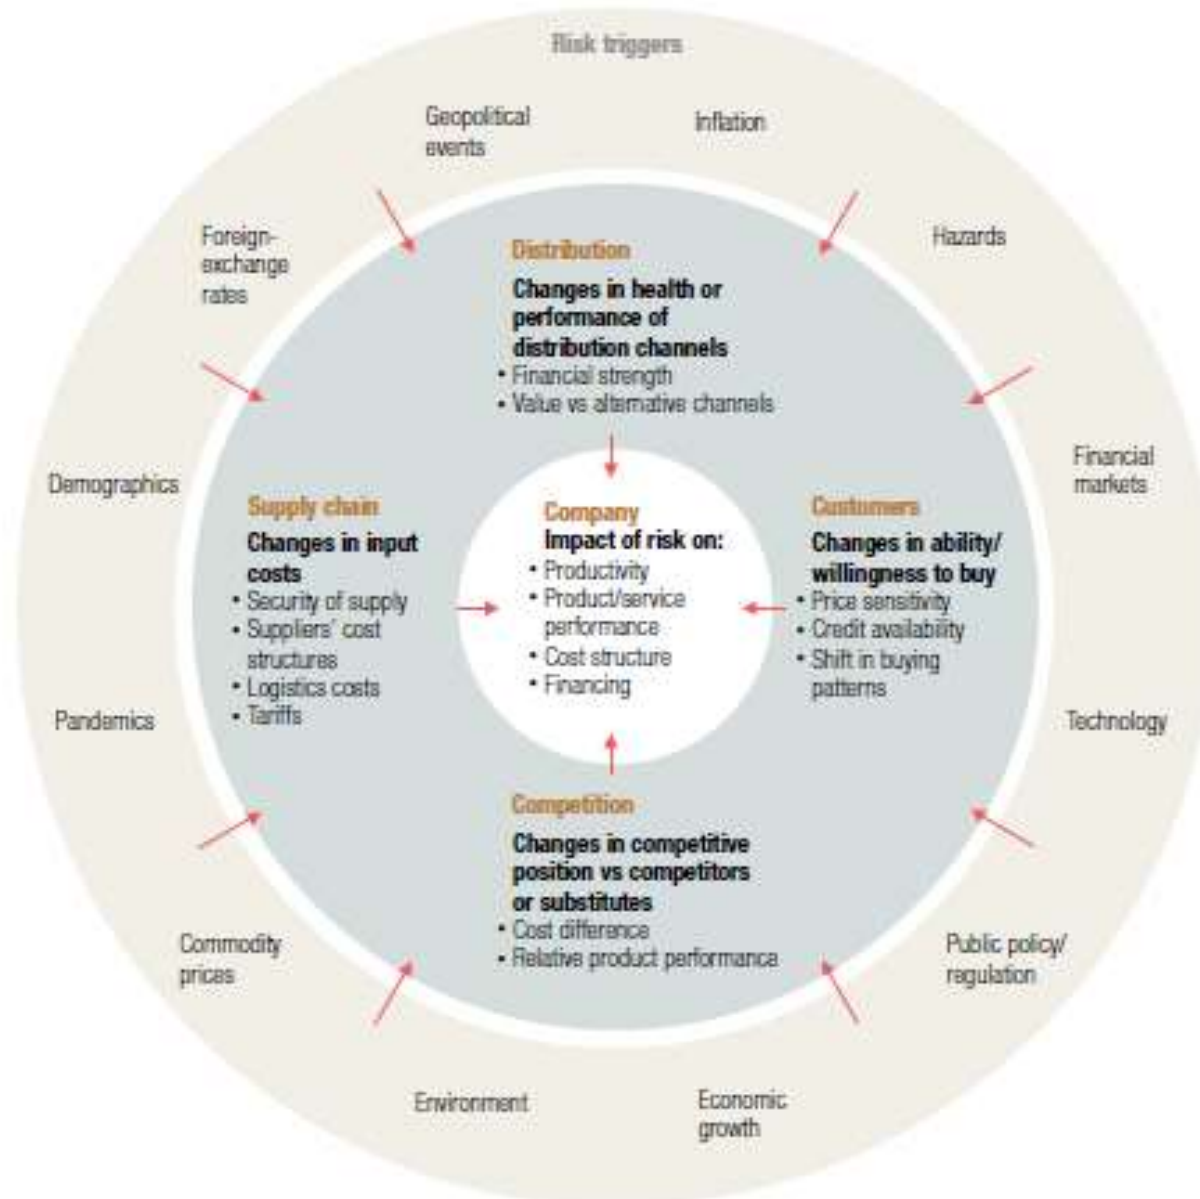 Risk triggers
Geopolitical
events
Inflation
Foreign-
exchange
rates
Hazards
Distribution
Changes in health or
performance of
distribution channels
• Financial strength
• Value vs alternative channels
Demographics
Financial
markets
Supply chain
Changes in input
costs
• Security of supply
• Suppliers' cost
structures
• Logistics costs
• Tariffs
Company
Impact of risk on:
• Productivity
• Product/service
performance
• Cost structure
• Financing
Customers
Changes in ability/
willingness to buy
• Price sensitivity
• Credit availability
• Shift in buying
patterns
Pandemics
Technology
Competition
Changes in competitive
position vs competitors
or substitutes
• Cost difference
• Relative product performance
Commodity
prices
Public policy/
regulation
Environment
Economic
growth